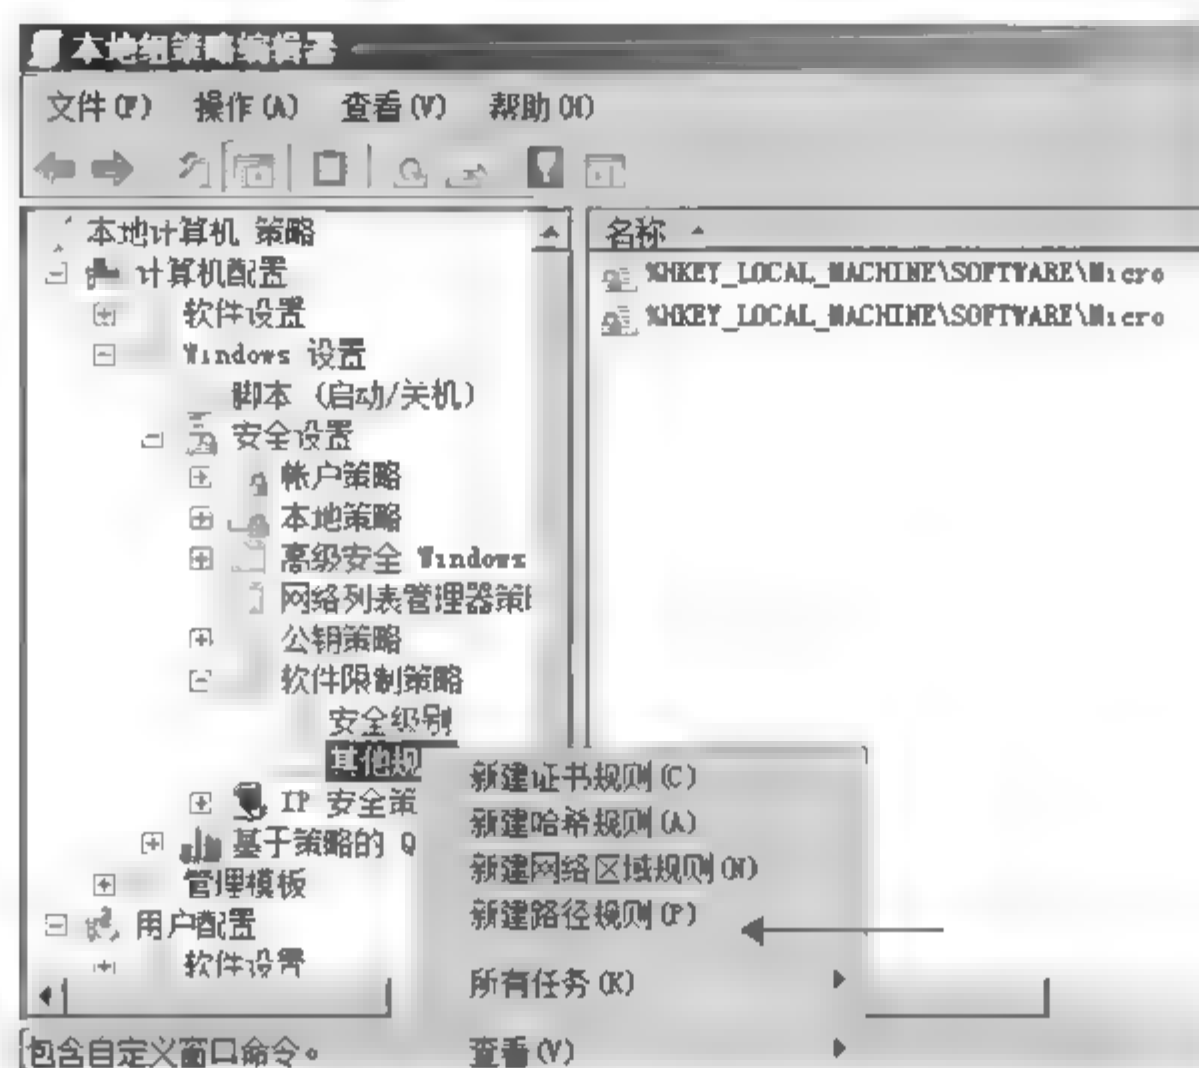 本地组策略编辑器
文件(F) 操作(A) 查看(V) 帮助(H)
本地计算机 策略
计算机配置
软件设置
Windows 设置
脚本 (启动/关机)
安全设置
帐户策略
本地策略
高级安全 Windows
网络列表管理器策
公钥策略
软件限制策略
安全级别
其他规
IP 安全策
基于策略的 Q
管理模板
用户配置
软件设置
名称
%HKEY_LOCAL_MACHINE\SOFTWARE\Micro
%HKEY_LOCAL_MACHINE\SOFTWARE\Micro
新建证书规则(C)
新建哈希规则(A)
新建网络区域规则(N)
新建路径规则(P)
所有任务(K)
查看(V)
包含自定义窗口命令。